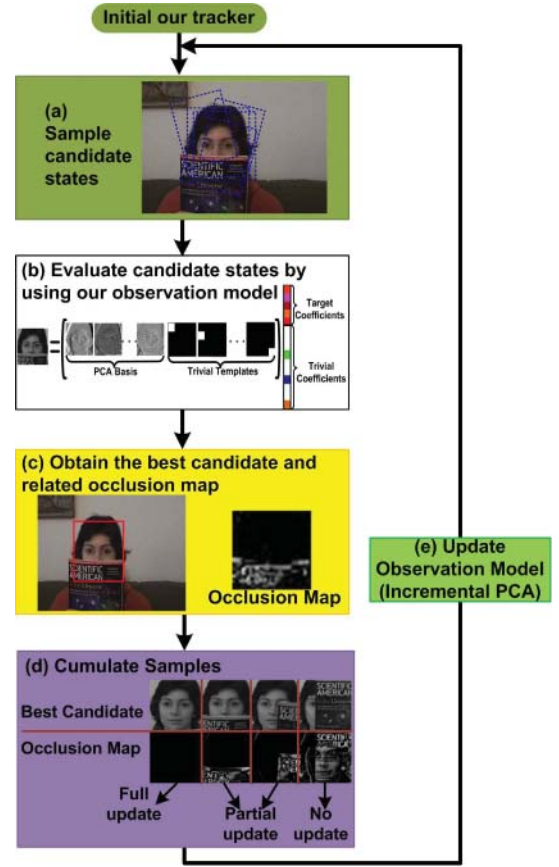 Initial our tracker
(a)
Sample
candidate
states
SCIENTIFIC
AMERICAN
(b) Evaluate candidate states by
using our observation model
Target
Coefficients
Trivial
Coefficients
PCA Basis
Trivial Templates
(c) Obtain the best candidate and
related occlusion map
SCIENTIFIC
AMERICAN
Occlusion Map
(e) Update
Observation Model
(Incremental PCA)
(d) Cumulate Samples
Best Candidate
SCIENTIFIC
AMERICAN
Occlusion Map
Full
update
Partial
update
No
update